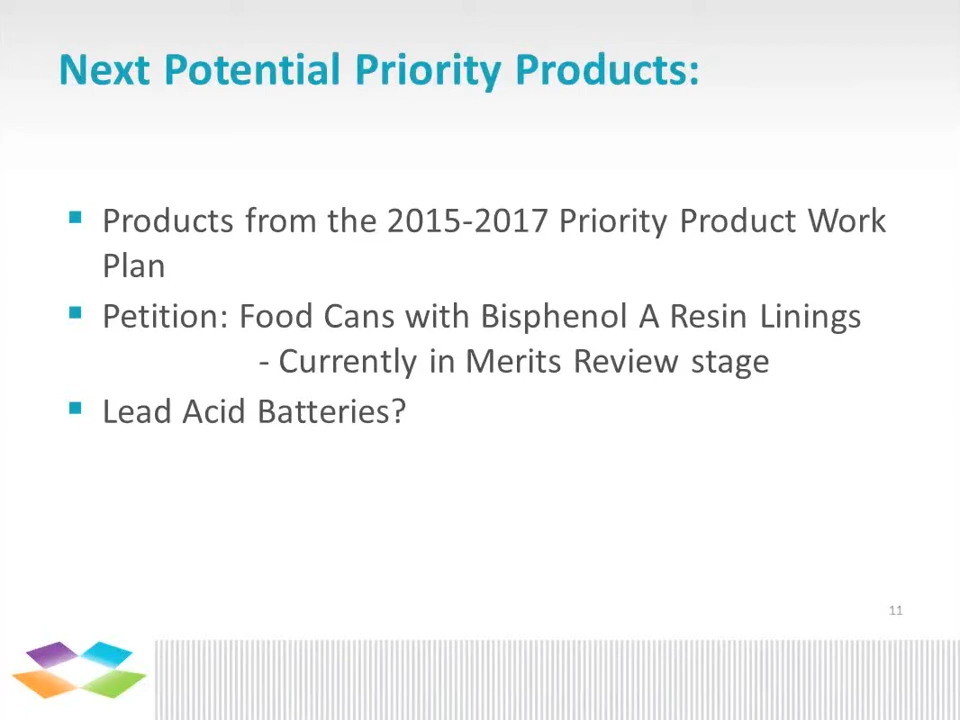 Next Potential Priority Products:
▪ Products from the 2015-2017 Priority Product Work
Plan
▪ Petition: Food Cans with Bisphenol A Resin Linings
- Currently in Merits Review stage
▪ Lead Acid Batteries?
11